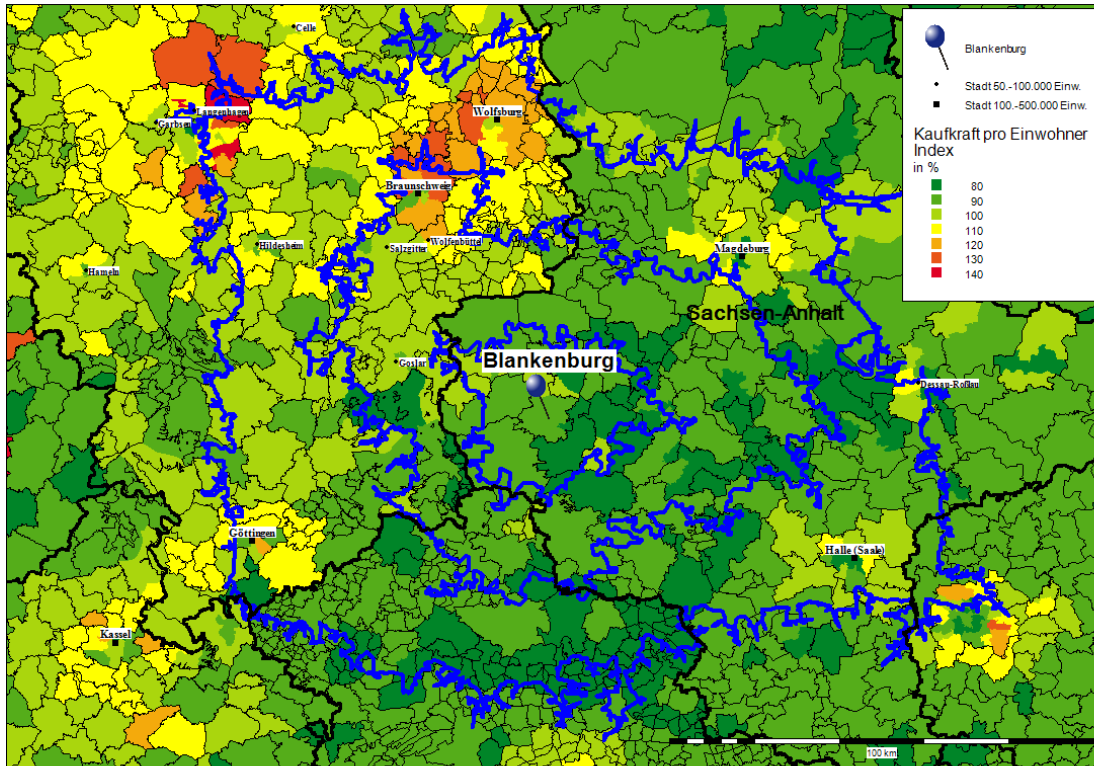 Celle
Langenhagen
Garbsen
Wolfsburg
Braunschweig
Hildesheim
Salzgitter
Wolfenbüttel
Hameln
Magdeburg
Sachsen-Anhalt
Goslar
Blankenburg
Dessau-Roßlau
Göttingen
Halle (Saale)
Kassel
100 km
Blankenburg
Stadt 50.-100.000 Einw.
Stadt 100.-500.000 Einw.
Kaufkraft pro Einwohner
Index
in %
80
90
100
110
120
130
140